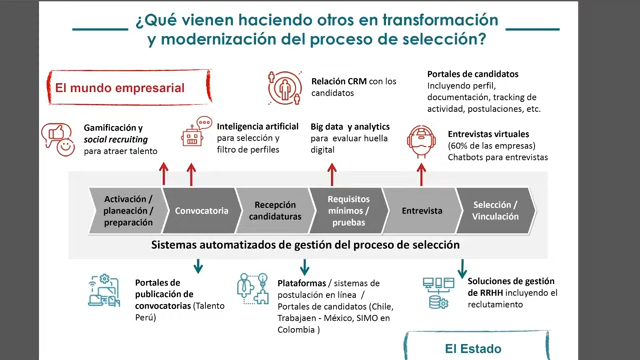 ¿Qué vienen haciendo otros en transformación
y modernización del proceso de selección?
El mundo empresarial
Relación CRM con los
candidatos
Portales de candidatos
Incluyendo perfil,
documentación, tracking de
actividad, postulaciones, etc.
Gamificación y
social recruiting
para atraer talento
Inteligencia artificial
para selección y
filtro de perfiles
Big data y analytics
para evaluar huella
digital
Entrevistas virtuales
(60% de las empresas)
Chatbots para entrevistas
Activación /
planeación /
preparación
Convocatoria
Recepción
candidaturas
Requisitos
mínimos /
pruebas
Entrevista
Selección /
Vinculación
Sistemas automatizados de gestión del proceso de selección
Portales de
publicación de
convocatorias (Talento
Perú)
Plataformas / sistemas de
postulación en línea /
Portales de candidatos (Chile,
Trabajaen - México, SIMO en
Colombia )
Soluciones de gestión
de RRHH incluyendo el
reclutamiento
El Estado